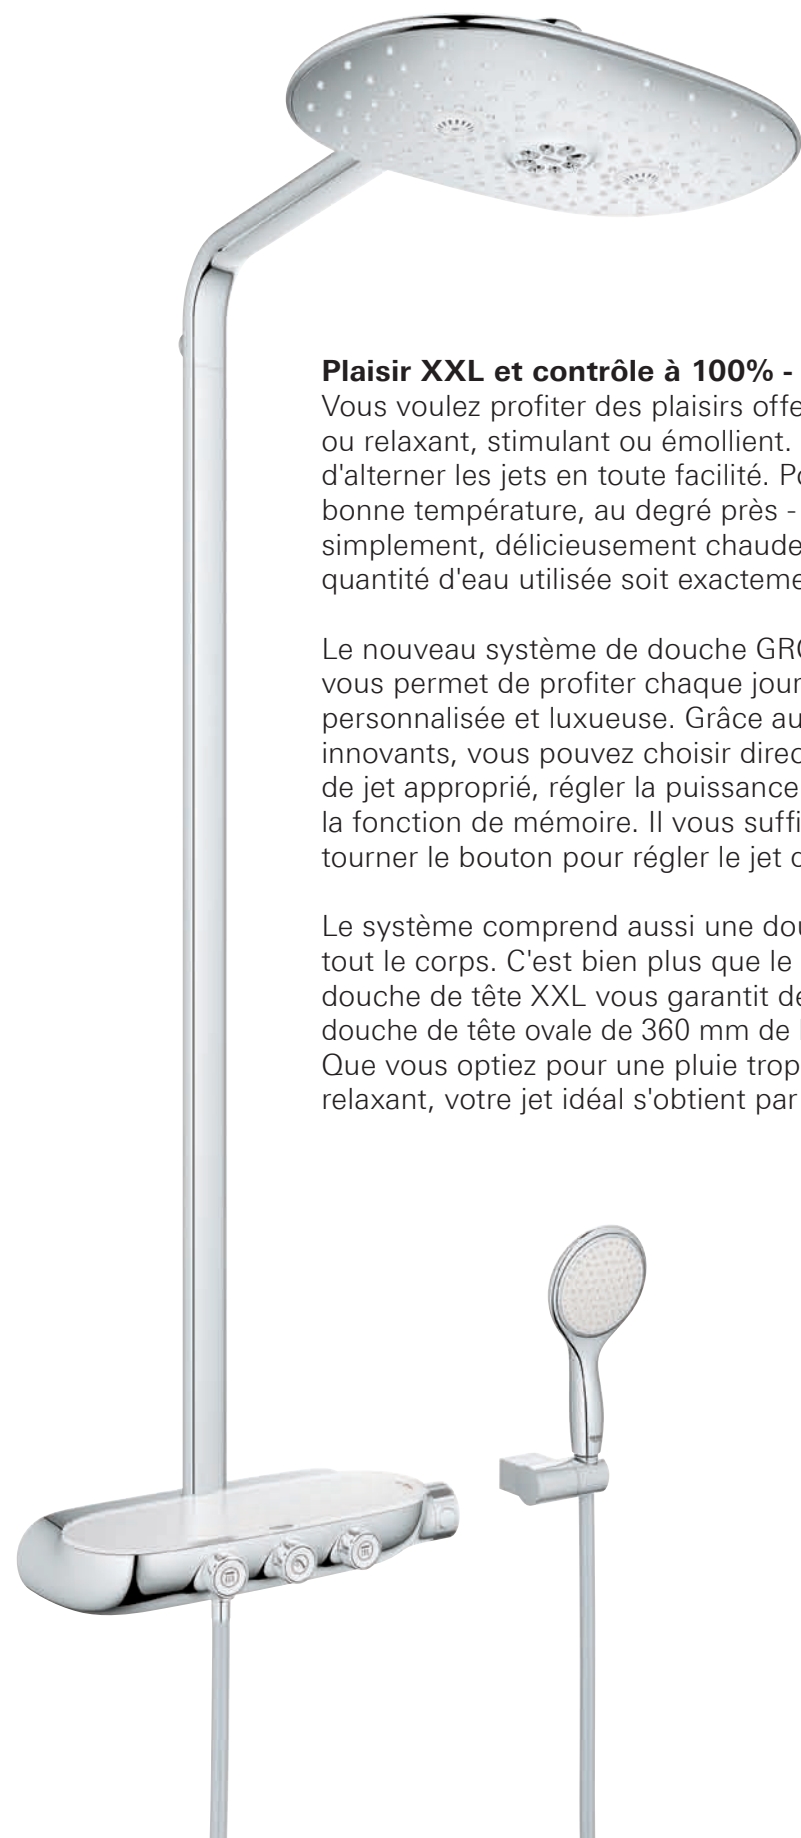 Plaisir XXL et contrôle à 100% -
Vous voulez profiter des plaisirs offe
ou relaxant, stimulant ou émollient.
d'alterner les jets en toute facilité. Po
bonne température, au degré près -
simplement, délicieusement chaude
quantité d'eau utilisée soit exacteme
Le nouveau système de douche GRO
vous permet de profiter chaque jour
personnalisée et luxueuse. Grâce au
innovants, vous pouvez choisir direc
de jet approprié, régler la puissance
la fonction de mémoire. Il vous suffi
tourner le bouton pour régler le jet
Le système comprend aussi une dou
tout le corps. C'est bien plus que le
douche de tête XXL vous garantit de
douche de tête ovale de 360 mm de
Que vous optiez pour une pluie trop
relaxant, votre jet idéal s'obtient par